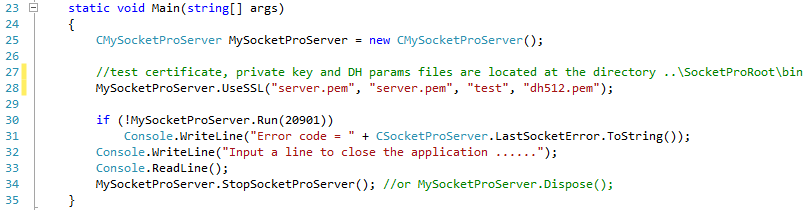 23 static void Main(string[] args)
24 {
25 CMySocketProServer MySocketProServer = new CMySocketProServer();
26
27 //test certificate, private key and DH params files are located at the directory ..\SocketProRoot\bin
28 MySocketProServer.UseSSL("server.pem", "server.pem", "test", "dh512.pem");
29
30 if (!MySocketProServer.Run(20901))
31 Console.WriteLine("Error code = " + CSocketProServer.LastSocketError.ToString());
32 Console.WriteLine("Input a line to close the application ......");
33 Console.ReadLine();
34 MySocketProServer.StopSocketProServer(); //or MySocketProServer.Dispose();
35 }